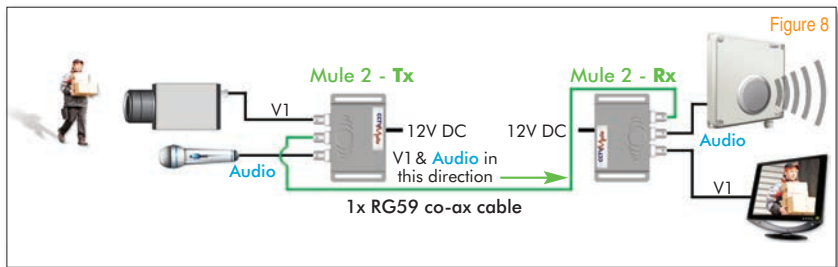 Figure 8
Mule 2 - Tx
Mule 2 - Rx
V1
12V DC
12V DC
Audio
V1 & Audio in
this direction
Audio
V1
1x RG59 co-ax cable